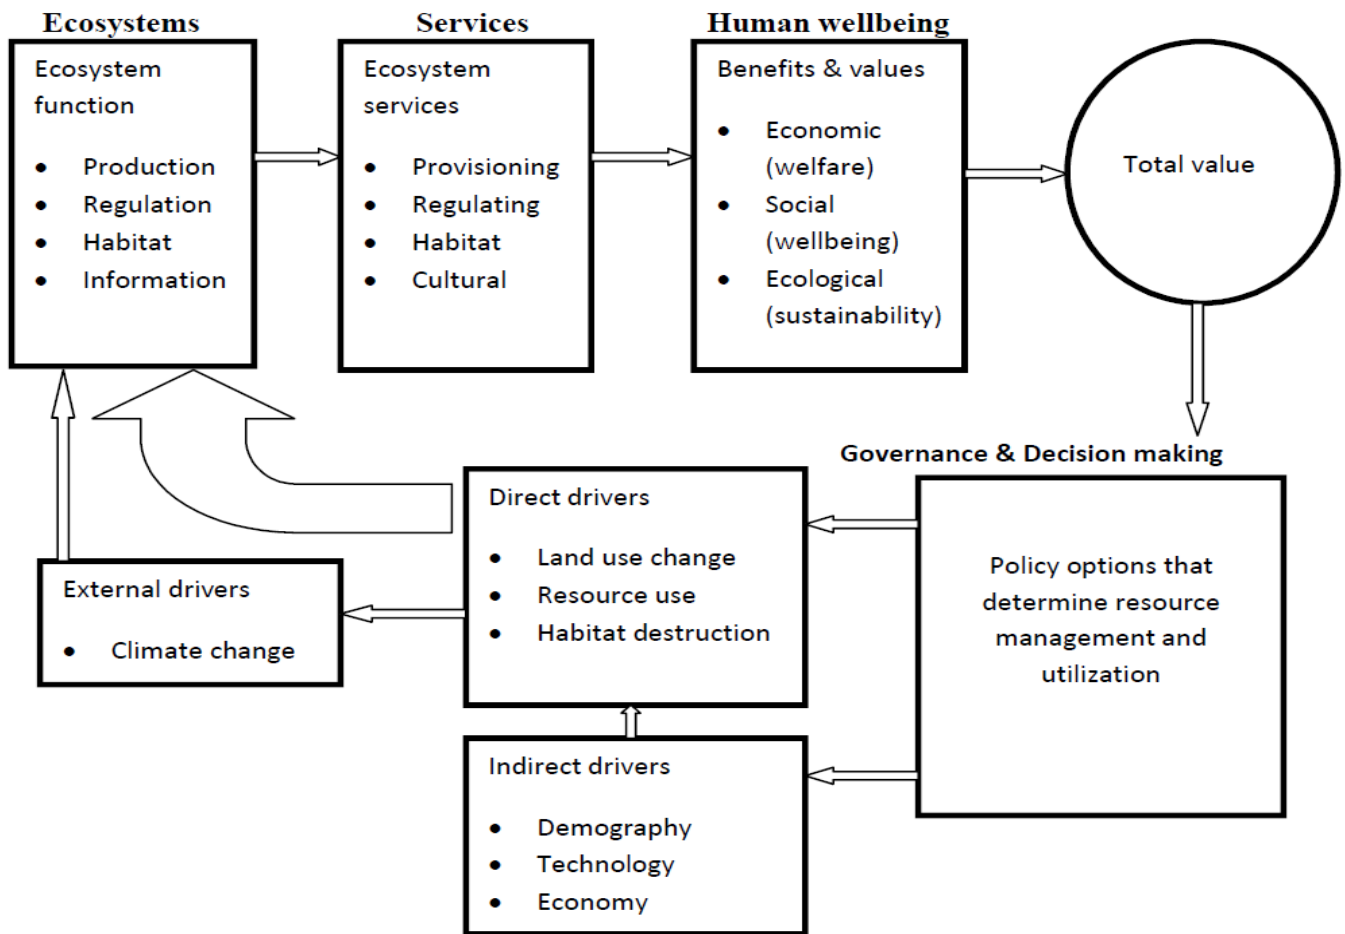 Ecosystems
Ecosystem
function
• Production
• Regulation
• Habitat
• Information
Services
Ecosystem
services
• Provisioning
• Regulating
• Habitat
• Cultural
Human wellbeing
Benefits & values
• Economic
(welfare)
• Social
(wellbeing)
• Ecological
(sustainability)
Total value
Governance & Decision making
Policy options that
determine resource
management and
utilization
Direct drivers
• Land use change
• Resource use
• Habitat destruction
External drivers
• Climate change
Indirect drivers
• Demography
• Technology
• Economy